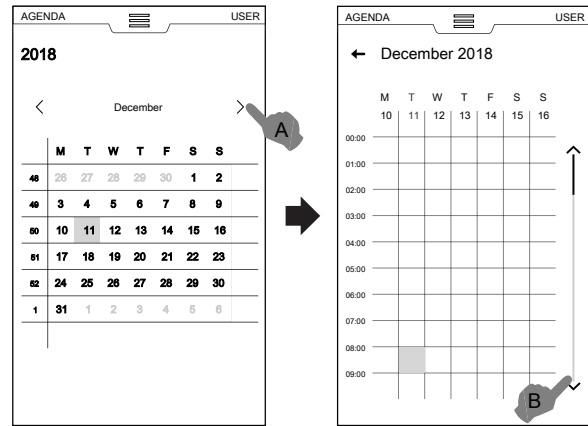 AGENDA USER
2018
December
A
M T W T F S S
48 26 27 28 29 30 1 2
49 3 4 5 6 7 8 9
50 10 11 12 13 14 15 16
51 17 18 19 20 21 22 23
52 24 25 26 27 28 29 30
1 31 1 2 3 4 5 6
AGENDA USER
December 2018
M T W T F S S
10 11 12 13 14 15 16
00:00
01:00
02:00
03:00
04:00
05:00
06:00
07:00
08:00
09:00
B